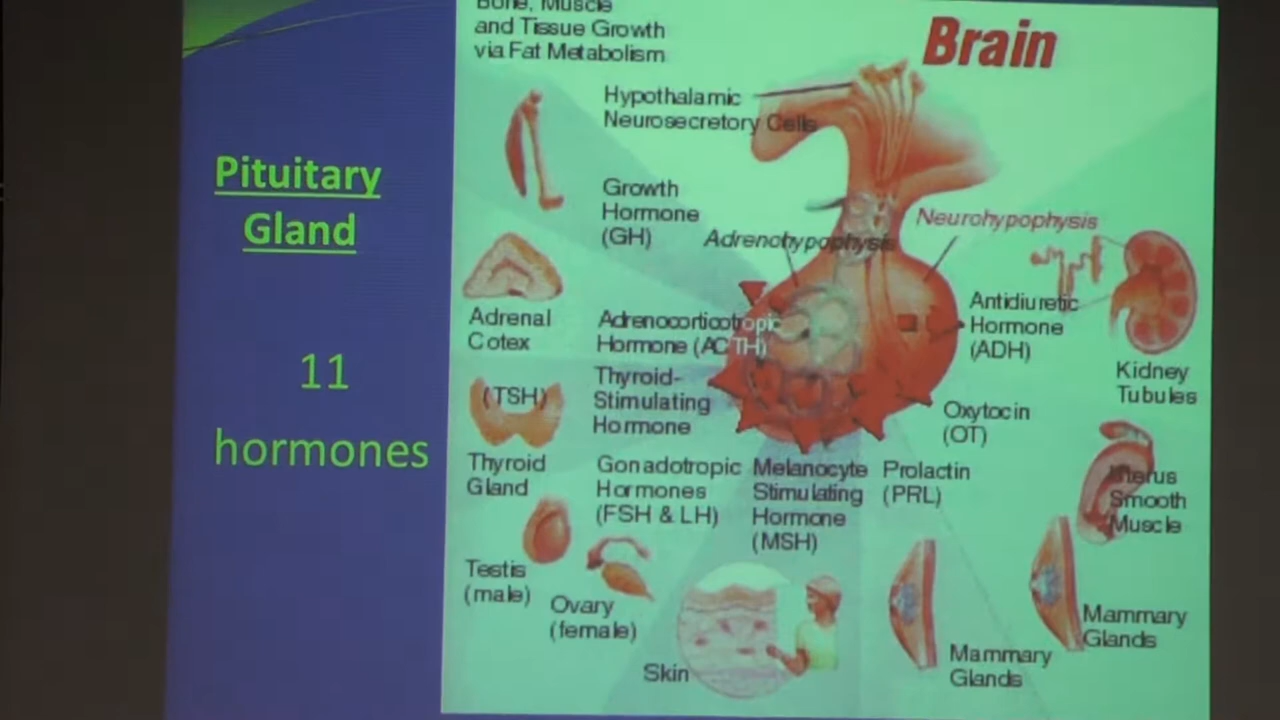 Pituitary
Gland
11
hormones
Bone, Muscle
and Tissue Growth
via Fat Metabolism
Brain
Hypothalamic
Neurosecretory Cells
Growth
Hormone
(GH)
Adrenohypophysis
Neurohypophysis
Adrenal
Cotex
Adrenocorticotropic
Hormone (ACTH)
Antidiuretic
Hormone
(ADH)
Kidney
Tubules
(TSH)
Thyroid-
Stimulating
Hormone
Oxytocin
(OT)
Thyroid
Gland
Gonadotropic
Hormones
(FSH & LH)
Melanocyte
Stimulating
Hormone
(MSH)
Prolactin
(PRL)
Uterus
Smooth
Muscle
Testis
(male)
Ovary
(female)
Skin
Mammary
Glands
Mammary
Glands